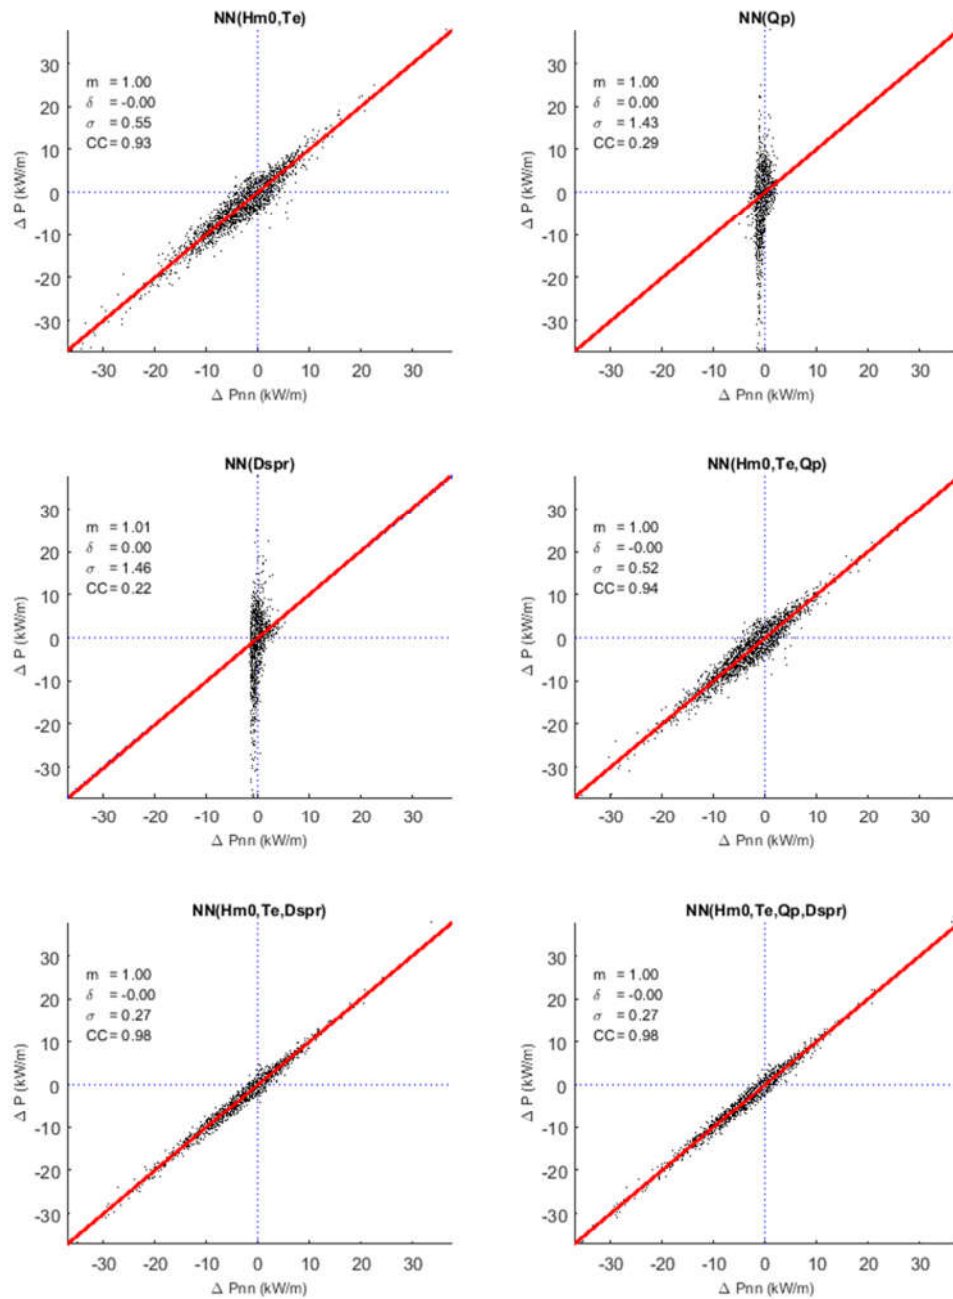 NN(Hm0,Te)
30
20
10
0
-10
-20
-30
Δ P (kW/m)
m = 1.00
δ = -0.00
σ = 0.55
CC = 0.93
-30 -20 -10 0 10 20 30
Δ Pnn (kW/m)
NN(Qp)
30
20
10
0
-10
-20
-30
Δ P (kW/m)
m = 1.00
δ = 0.00
σ = 1.43
CC = 0.29
-30 -20 -10 0 10 20 30
Δ Pnn (kW/m)
NN(Dspr)
30
20
10
0
-10
-20
-30
Δ P (kW/m)
m = 1.01
δ = 0.00
σ = 1.46
CC = 0.22
-30 -20 -10 0 10 20 30
Δ Pnn (kW/m)
NN(Hm0,Te,Qp)
30
20
10
0
-10
-20
-30
Δ P (kW/m)
m = 1.00
δ = -0.00
σ = 0.52
CC = 0.94
-30 -20 -10 0 10 20 30
Δ Pnn (kW/m)
NN(Hm0,Te,Dspr)
30
20
10
0
-10
-20
-30
Δ P (kW/m)
m = 1.00
δ = -0.00
σ = 0.27
CC = 0.98
-30 -20 -10 0 10 20 30
Δ Pnn (kW/m)
NN(Hm0,Te,Qp,Dspr)
30
20
10
0
-10
-20
-30
Δ P (kW/m)
m = 1.00
δ = -0.00
σ = 0.27
CC = 0.98
-30 -20 -10 0 10 20 30
Δ Pnn (kW/m)